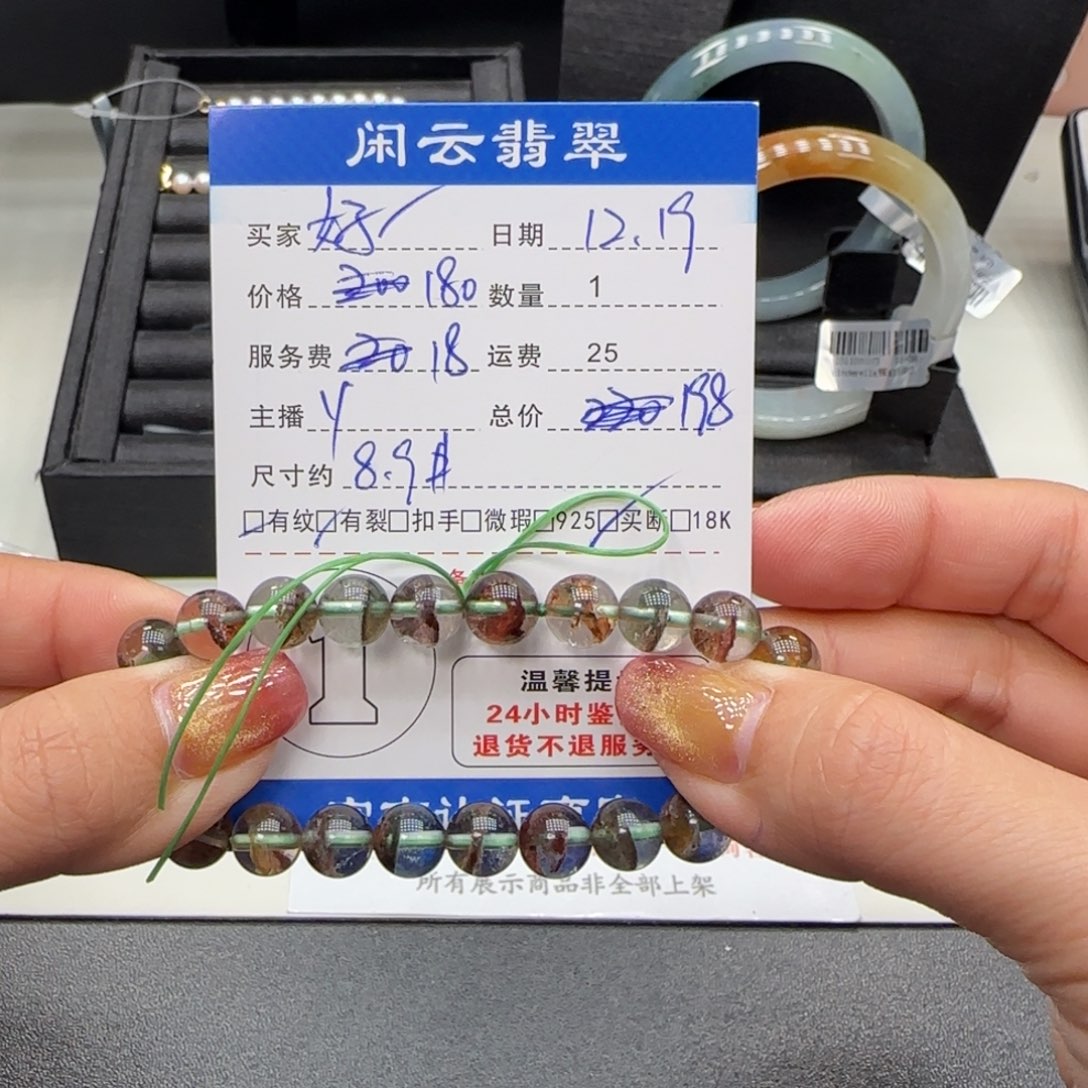 闲云翡翠
买家 好 日期 12.19
价格 180 数量 1
服务费 18 运费 25
主播 Y 总价 198
尺寸约 8.9
□有纹□有裂□扣手□微瑕□925□买断□18K
1
温馨提
24小时鉴
退货不退服务
所有展示商品非全部上架